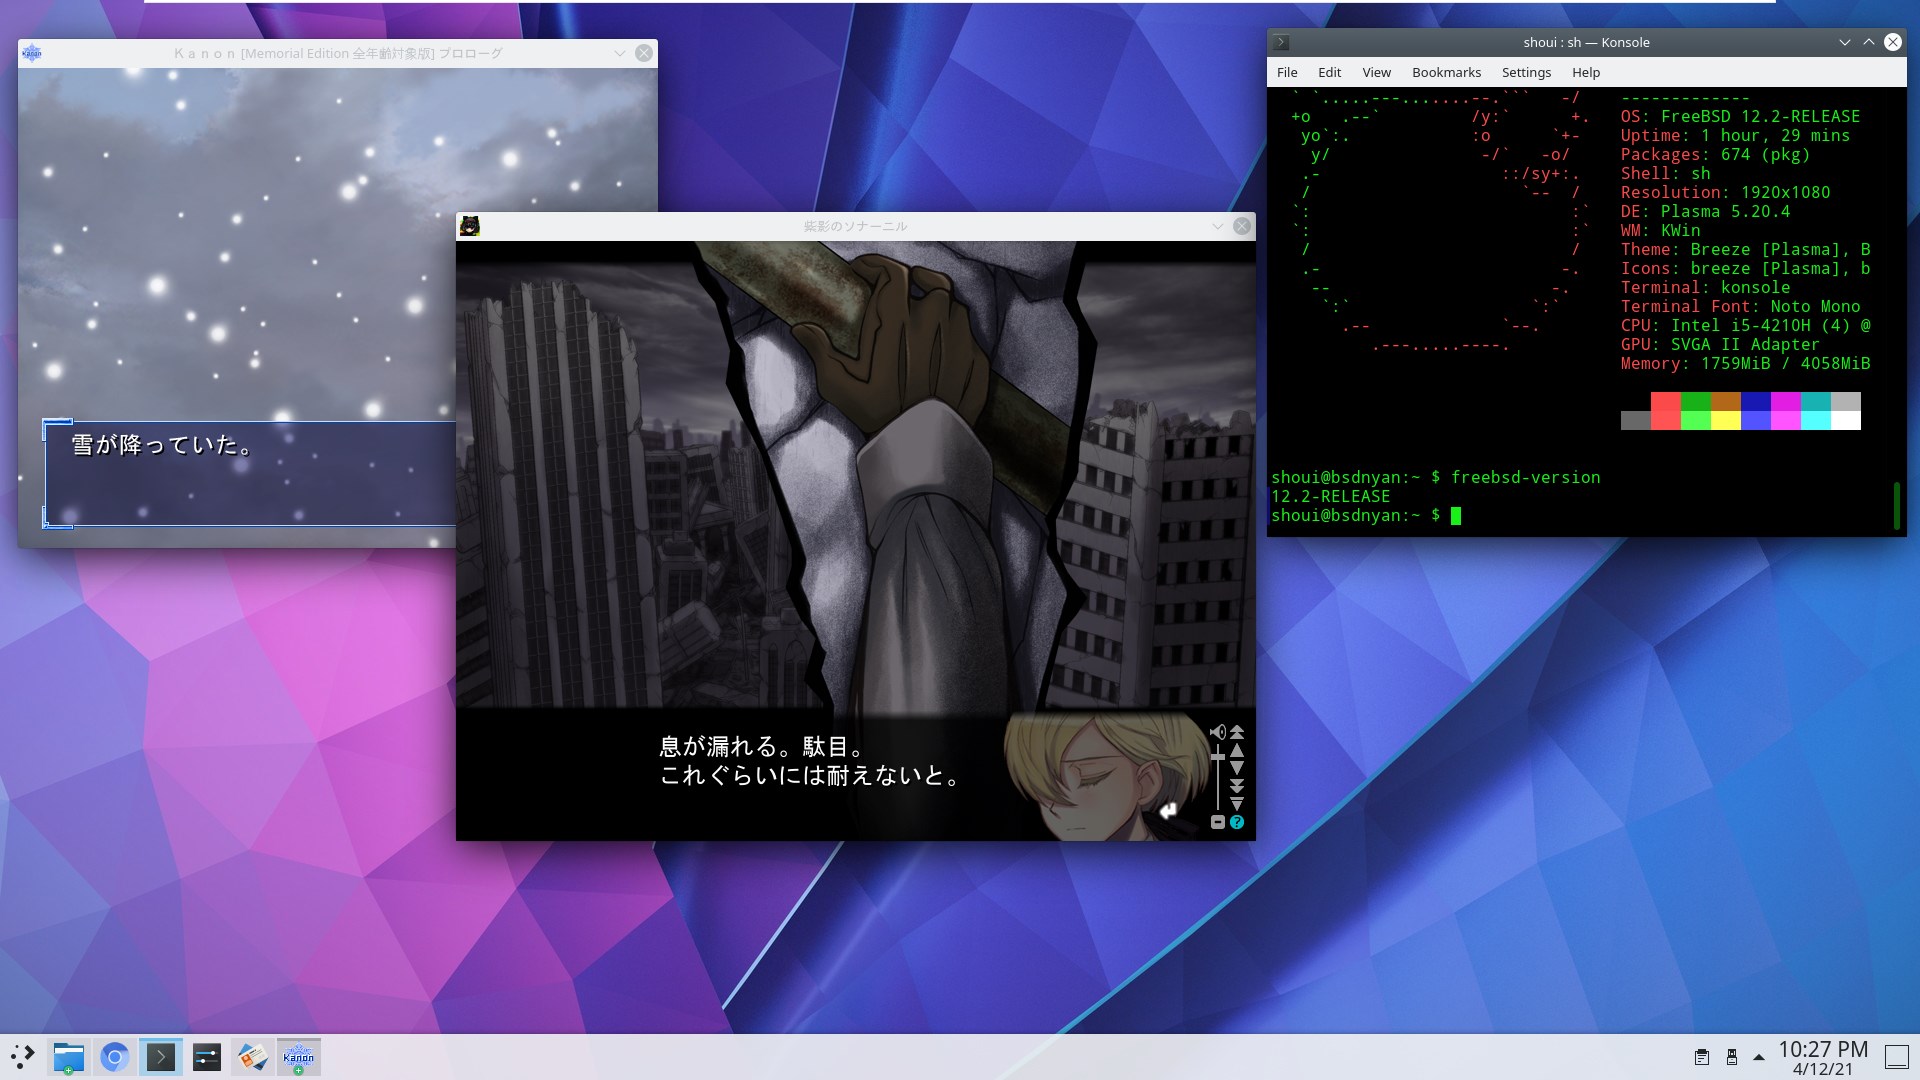 Ｋａｎｏｎ [Memorial Edition 全年齢対象版] プロローグ
雪が降っていた。
紫影のソナーニル
息が漏れる。駄目。
これぐらいには耐えないと。
shoui : sh — Konsole
File Edit View Bookmarks Settings Help
-------------
OS: FreeBSD 12.2-RELEASE
Uptime: 1 hour, 29 mins
Packages: 674 (pkg)
Shell: sh
Resolution: 1920x1080
DE: Plasma 5.20.4
WM: KWin
Theme: Breeze [Plasma], B
Icons: breeze [Plasma], b
Terminal: konsole
Terminal Font: Noto Mono
CPU: Intel i5-4210H (4) @
GPU: SVGA II Adapter
Memory: 1759MiB / 4058MiB
shoui@bsdnyan:~ $ freebsd-version
12.2-RELEASE
shoui@bsdnyan:~ $
Kanon
10:27 PM
4/12/21